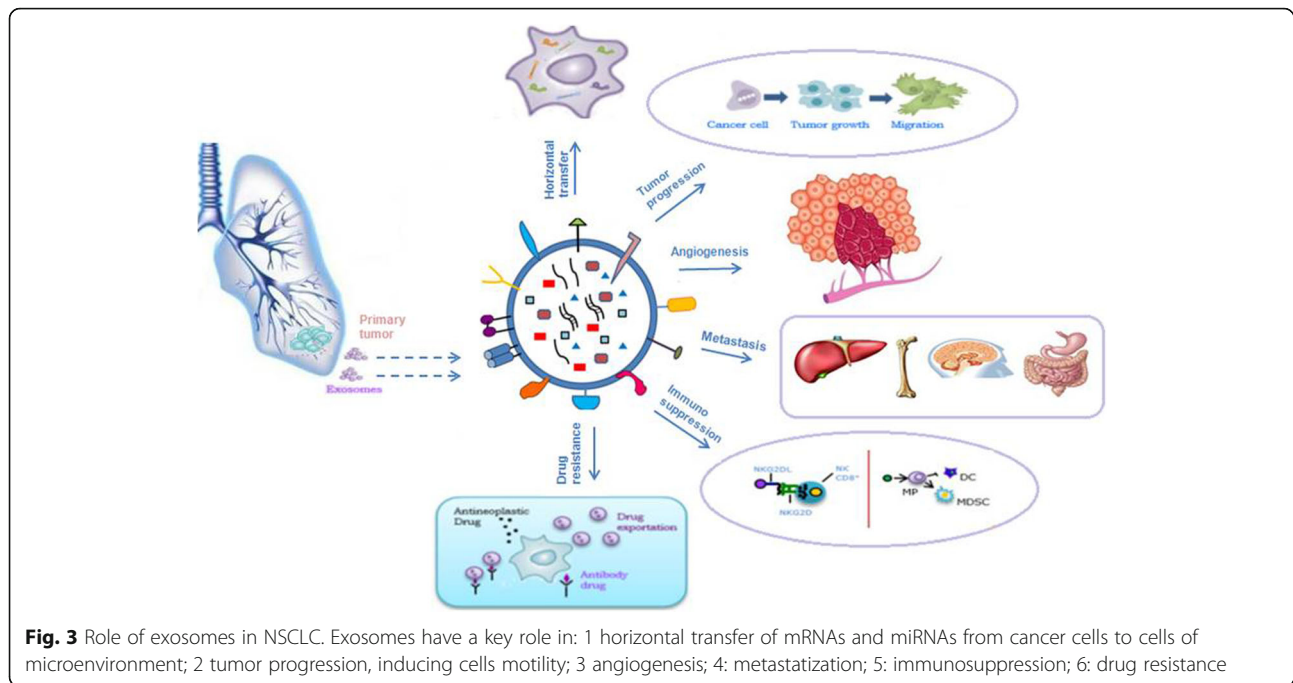 Horizontal
transfer
Tumor
progression
Cancer cell
Tumor growth
Migration
Angiogenesis
Primary
tumor
Exosomes
Metastasis
Immuno
suppression
Drug
resistance
NKG2DL
NK
CD8+
NKG2D
MP
DC
MDSC
Antineoplastic
Drug
Drug
exportation
Antibody
drug
Fig. 3 Role of exosomes in NSCLC. Exosomes have a key role in: 1 horizontal transfer of mRNAs and miRNAs from cancer cells to cells of
microenvironment; 2 tumor progression, inducing cells motility; 3 angiogenesis; 4: metastatization; 5: immunosuppression; 6: drug resistance